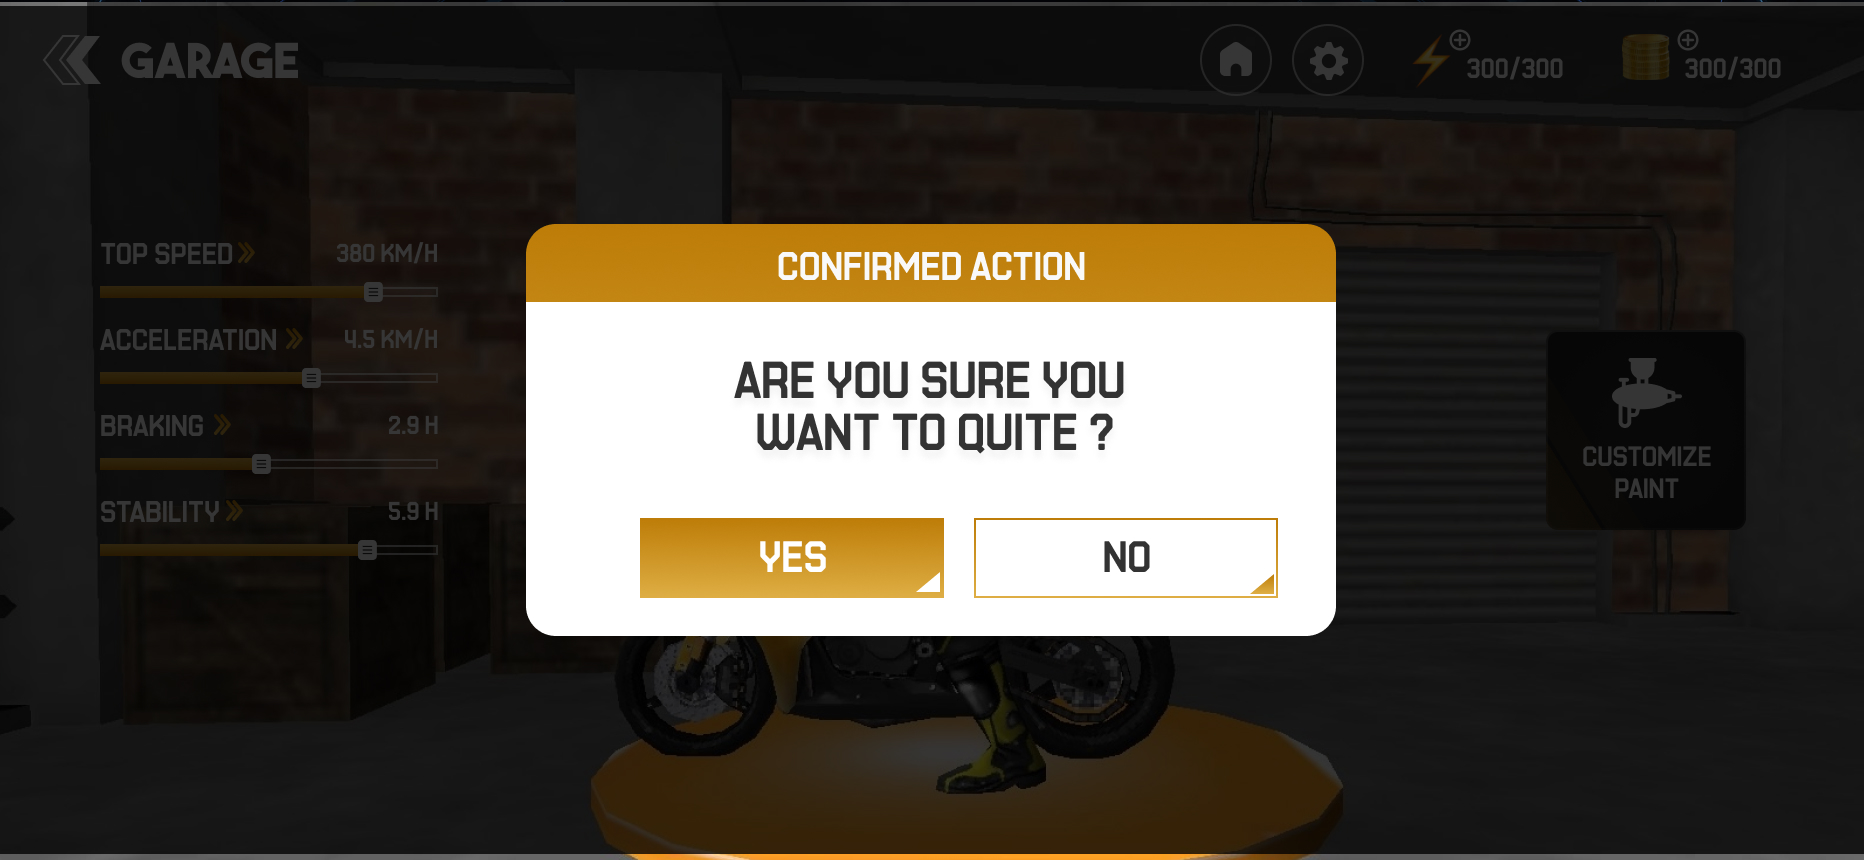 GARAGE
300/300
300/300
TOP SPEED
380 KM/H
ACCELERATION
4.5 KM/H
BRAKING
2.9 H
STABILITY
5.9 H
CONFIRMED ACTION
ARE YOU SURE YOU
WANT TO QUITE ?
YES
NO
CUSTOMIZE
PAINT